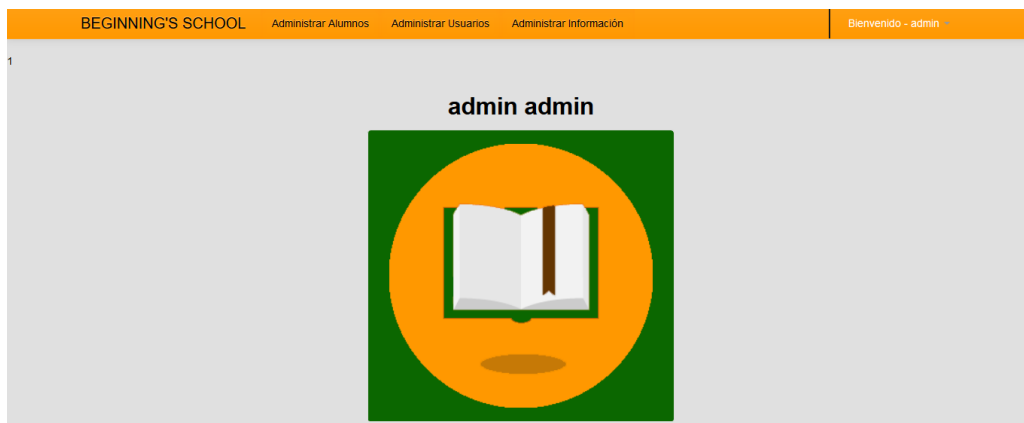 BEGINNING'S SCHOOL Administrar Alumnos Administrar Usuarios Administrar Información Bienvenido - admin
1
admin admin